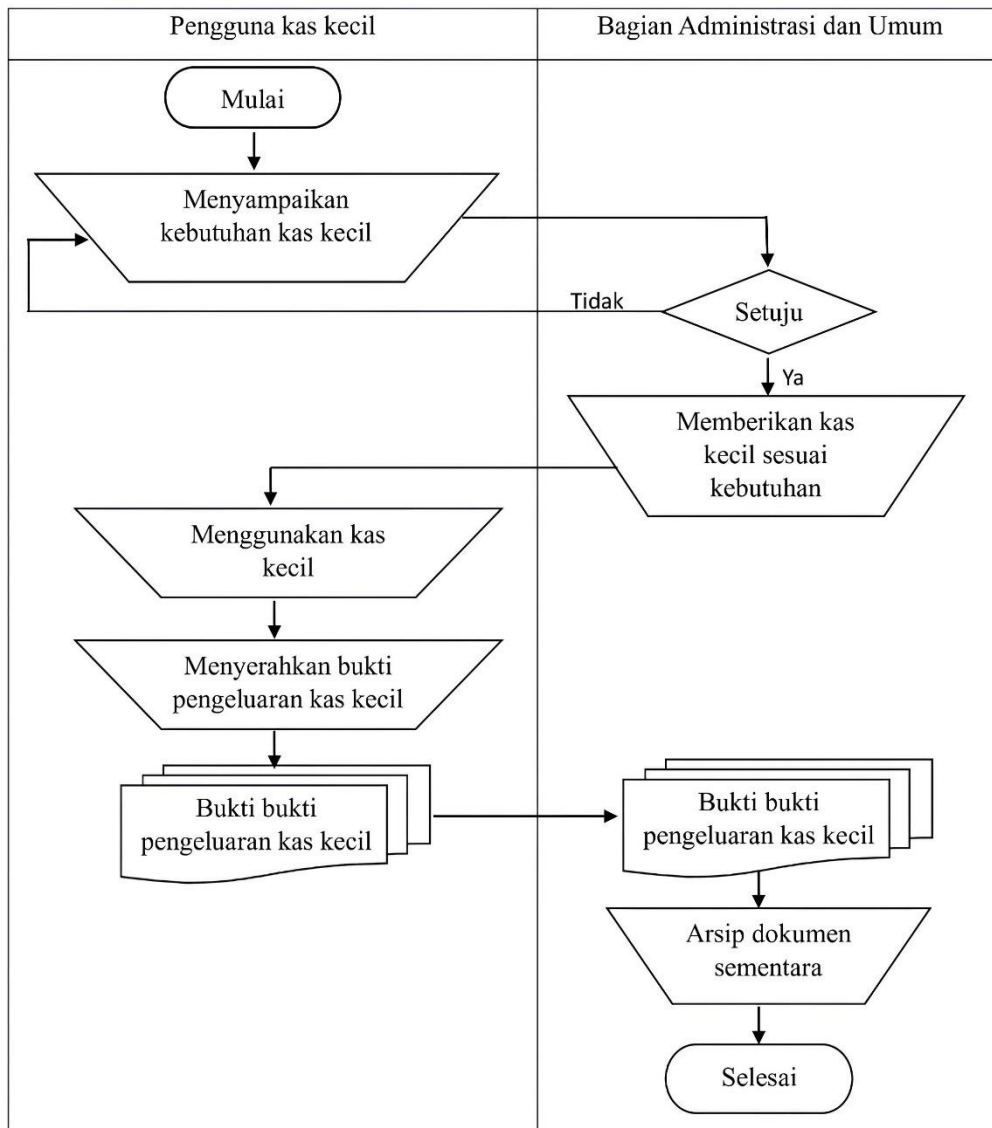 Pengguna kas kecil
Bagian Administrasi dan Umum
Mulai
Menyampaikan
kebutuhan kas kecil
Tidak
Setuju
Ya
Memberikan kas
kecil sesuai
kebutuhan
Menggunakan kas
kecil
Menyerahkan bukti
pengeluaran kas kecil
Bukti bukti
pengeluaran kas kecil
Bukti bukti
pengeluaran kas kecil
Arsip dokumen
sementara
Selesai